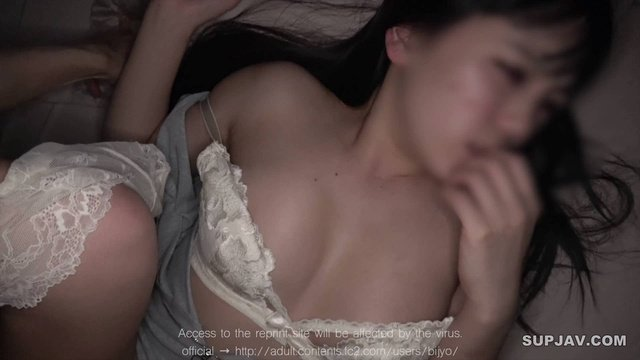 Access to the reprint site will be affected by the virus.
official → http://adult.contents.fc2.com/users/bijyo/
SUPJAV.COM